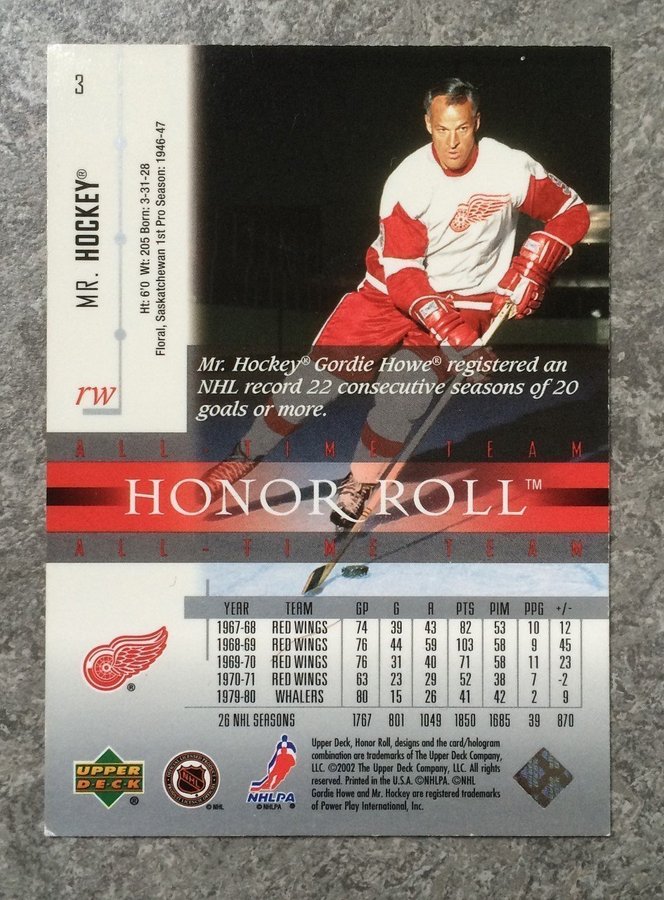 3
MR. HOCKEY®
Ht: 6'0 Wt: 205 Born: 3-31-28
Floral, Saskatchewan 1st Pro Season: 1946-47
rw
Mr. Hockey® Gordie Howe® registered an
NHL record 22 consecutive seasons of 20
goals or more.
ALL-TIME TEAM
HONOR ROLL™
ALL-TIME TEAM
YEAR TEAM GP G A PTS PIM PPG +/-
1967-68 RED WINGS 74 39 43 82 53 10 12
1968-69 RED WINGS 76 44 59 103 58 9 45
1969-70 RED WINGS 76 31 40 71 58 11 23
1970-71 RED WINGS 63 23 29 52 38 7 -2
1979-80 WHALERS 80 15 26 41 42 2 9
26 NHL SEASONS 1767 801 1049 1850 1685 39 870
®
UPPER
DECK
®
NHL
© NHL
NHLPA
© NHLPA
Upper Deck, Honor Roll, designs and the card/hologram
combination are trademarks of The Upper Deck Company,
LLC. ©2002 The Upper Deck Company, LLC. All rights
reserved. Printed in the U.S.A. ©NHLPA. ©NHL
Gordie Howe and Mr. Hockey are registered trademarks
of Power Play International, Inc.